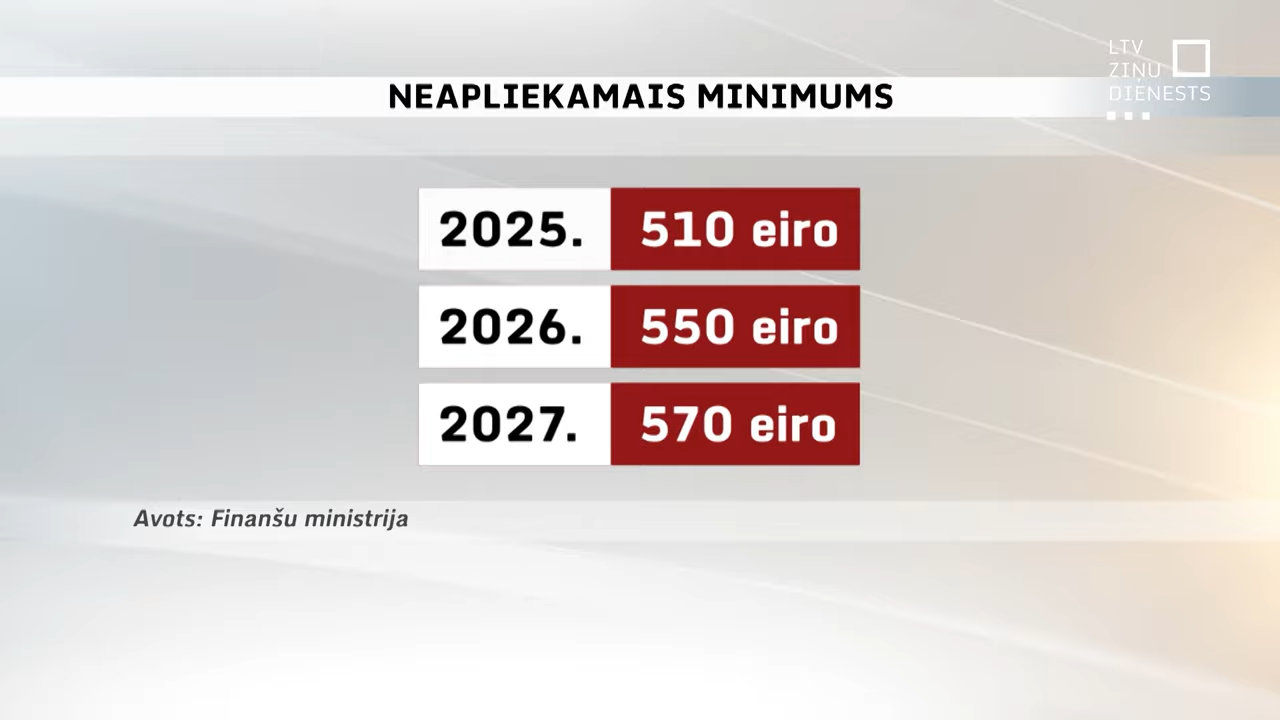 LTV
ZIŅU
DIENESTS
NEAPLIEKAMAIS MINIMUMS
2025. 510 eiro
2026. 550 eiro
2027. 570 eiro
Avots: Finanšu ministrija